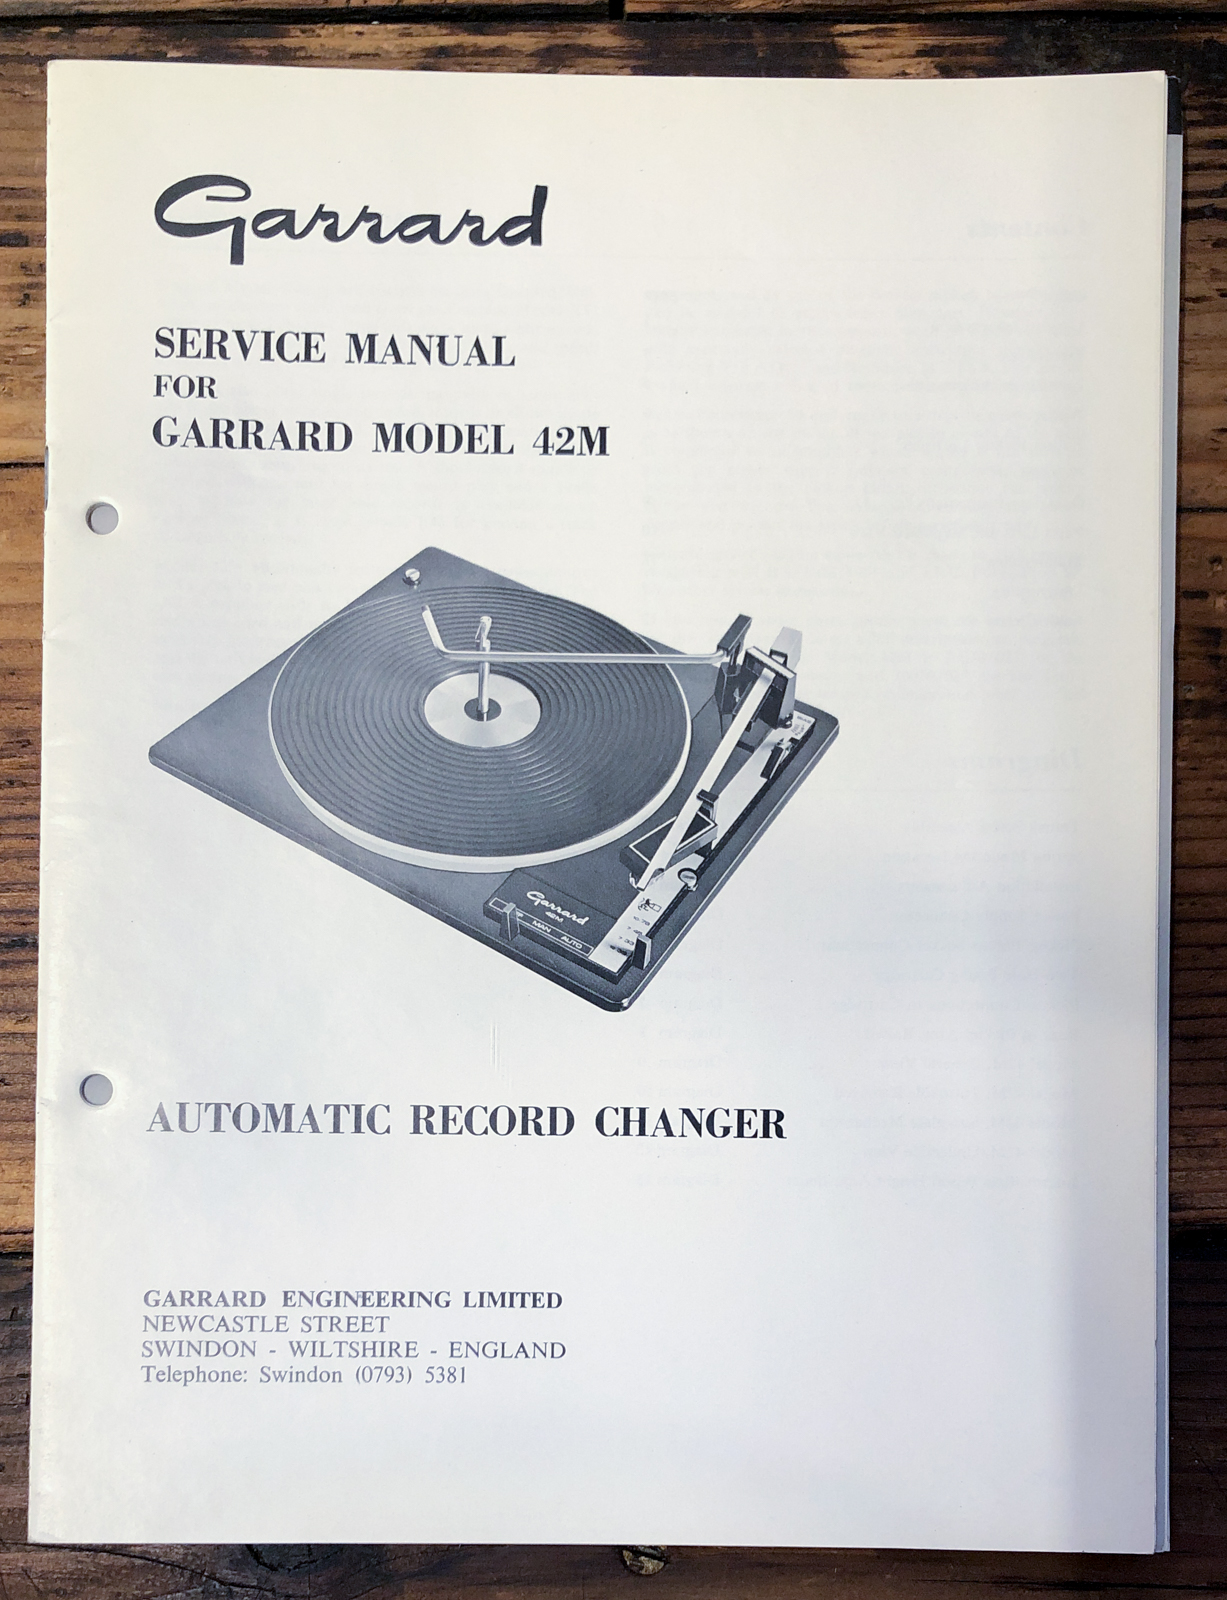 Garrard
SERVICE MANUAL
FOR
GARRARD MODEL 42M
Garrard
42M
MAN AUTO
AUTOMATIC RECORD CHANGER
GARRARD ENGINEERING LIMITED
NEWCASTLE STREET
SWINDON - WILTSHIRE - ENGLAND
Telephone: Swindon (0793) 5381